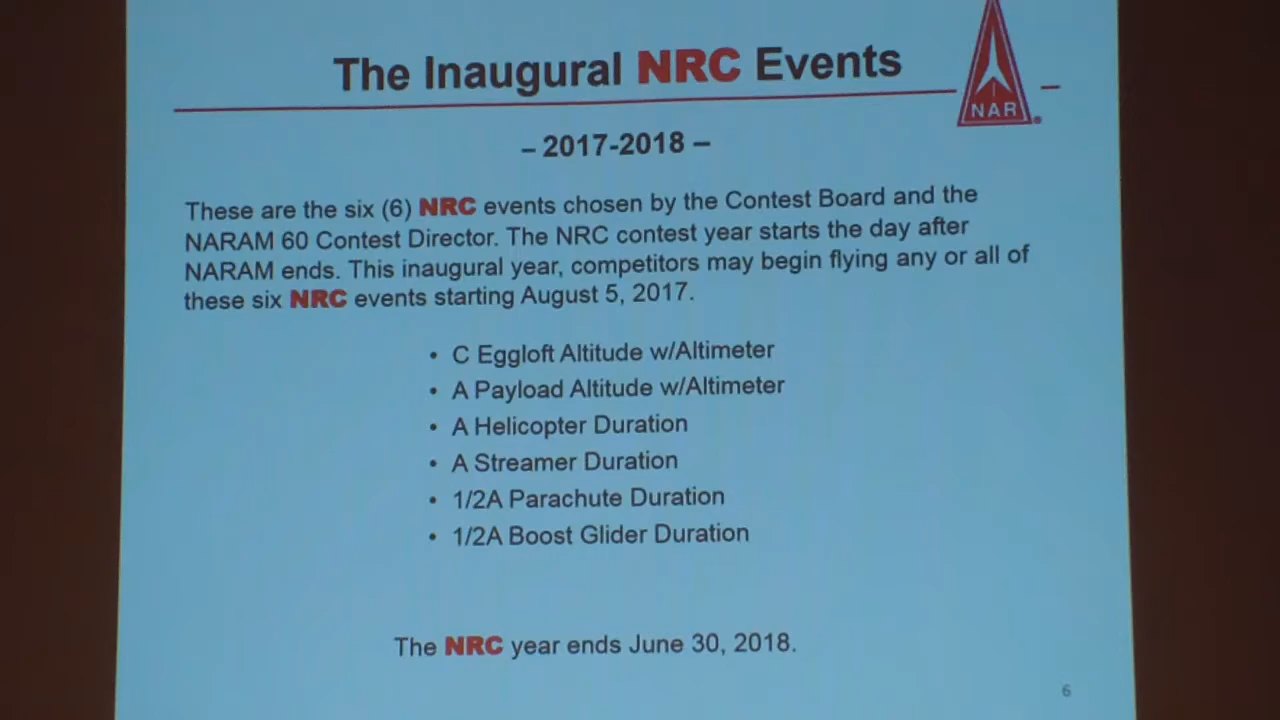 The Inaugural NRC Events
NAR
– 2017-2018 –
These are the six (6) NRC events chosen by the Contest Board and the
NARAM 60 Contest Director. The NRC contest year starts the day after
NARAM ends. This inaugural year, competitors may begin flying any or all of
these six NRC events starting August 5, 2017.
• C Eggloft Altitude w/Altimeter
• A Payload Altitude w/Altimeter
• A Helicopter Duration
• A Streamer Duration
• 1/2A Parachute Duration
• 1/2A Boost Glider Duration
The NRC year ends June 30, 2018.
6